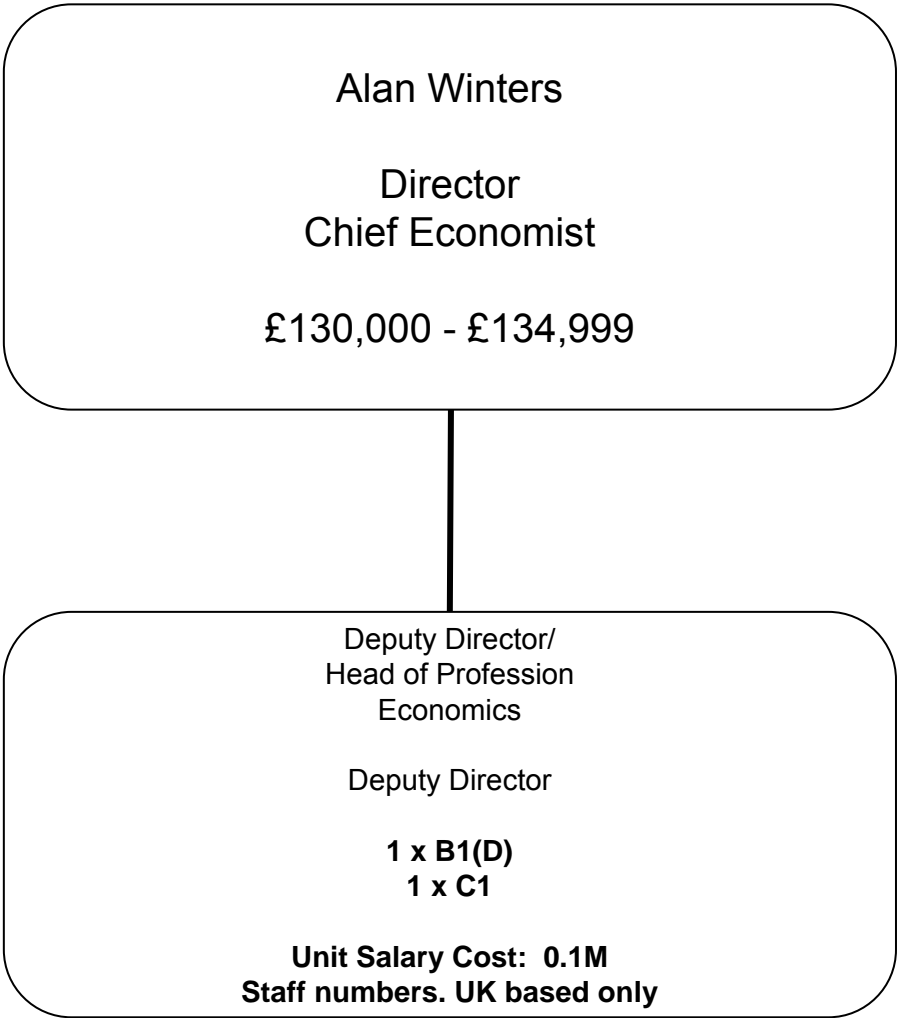 Alan Winters
Director
Chief Economist
£130,000 - £134,999
Deputy Director/
Head of Profession
Economics
Deputy Director
1 x B1(D)
1 x C1
Unit Salary Cost:  0.1M
Staff numbers. UK based only